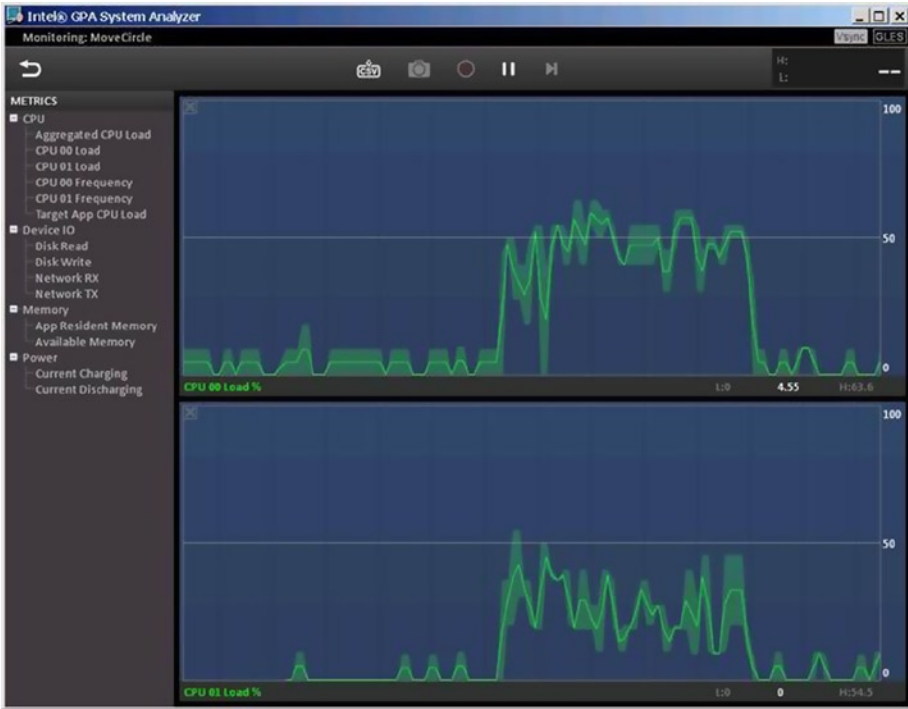 Intel® GPA System Analyzer
Monitoring: MoveCircle
Vsync GLES
CSV
H:
L:
--
METRICS
CPU
Aggregated CPU Load
CPU 00 Load
CPU 01 Load
CPU 00 Frequency
CPU 01 Frequency
Target App CPU Load
Device IO
Disk Read
Disk Write
Network RX
Network TX
Memory
App Resident Memory
Available Memory
Power
Current Charging
Current Discharging
100
50
0
CPU 00 Load % L:0 4.55 H:63.6
100
50
0
CPU 01 Load % L:0 0 H:54.5